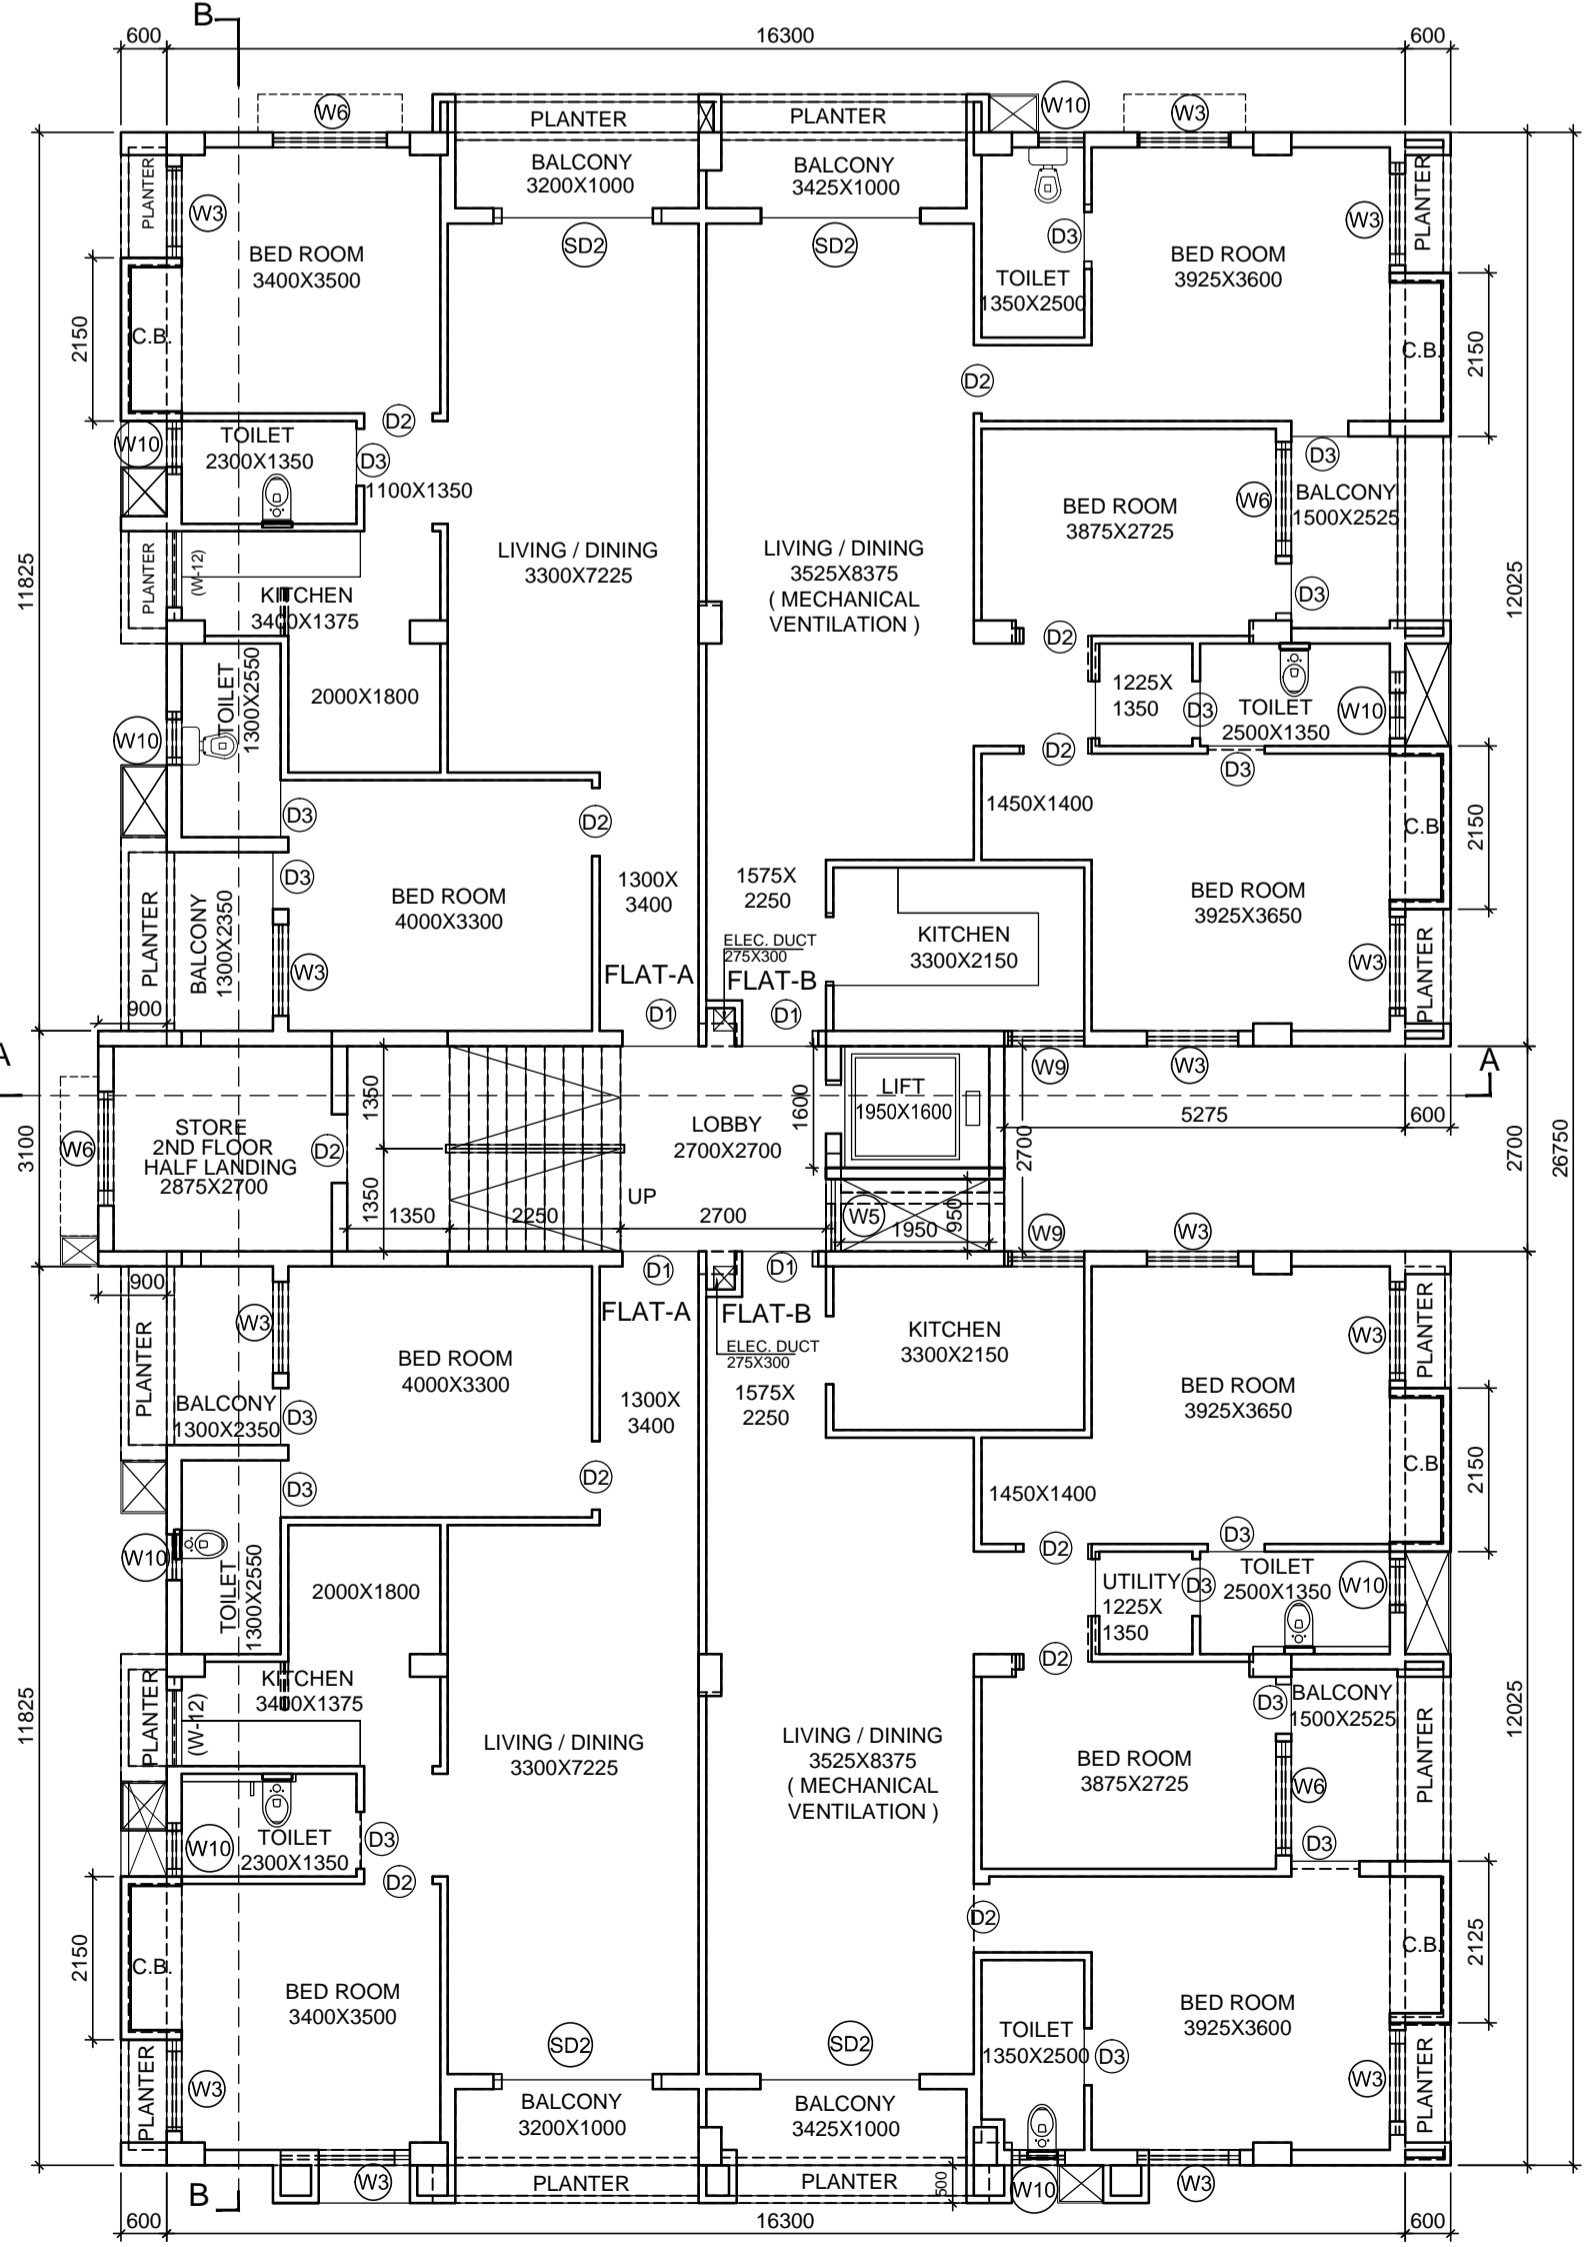 B
600
16300
600
W6
PLANTER
PLANTER
W10
W3
PLANTER
W3
BALCONY
3200X1000
BALCONY
3425X1000
SD2
SD2
D3
W3
PLANTER
BED ROOM
3400X3500
TOILET
1350X2500
BED ROOM
3925X3600
2150
C.B.
D2
C.B.
2150
W10
TOILET
2300X1350
D2
D3
1100X1350
D3
W6
BALCONY
1500X2525
BED ROOM
3875X2725
11825
PLANTER
(W-12)
KITCHEN
3400X1375
LIVING / DINING
3300X7225
LIVING / DINING
3525X8375
( MECHANICAL
VENTILATION )
D3
12025
D2
TOILET
1300X2550
2000X1800
1225X
1350
D3
TOILET
2500X1350
W10
W10
D2
D3
D3
D2
1450X1400
C.B.
2150
D3
PLANTER
BALCONY
1300X2350
BED ROOM
4000X3300
W3
1300X
3400
1575X
2250
ELEC. DUCT
275X300
KITCHEN
3300X2150
BED ROOM
3925X3650
W3
PLANTER
FLAT-A
FLAT-B
D1
D1
900
A
A
W9
W3
1350
1600
LIFT
1950X1600
5275
600
3100
W6
STORE
2ND FLOOR
HALF LANDING
2875X2700
D2
LOBBY
2700X2700
2700
2700
26750
1350
1350
2250
UP
2700
W5
1950
950
W9
W3
900
D1
D1
FLAT-A
FLAT-B
ELEC. DUCT
275X300
PLANTER
W3
BED ROOM
4000X3300
KITCHEN
3300X2150
W3
PLANTER
BALCONY
1300X2350
D3
1300X
3400
1575X
2250
BED ROOM
3925X3650
D3
D2
1450X1400
C.B.
2150
W10
TOILET
1300X2550
2000X1800
D2
D3
UTILITY
1225X
1350
D3
TOILET
2500X1350
W10
D2
11825
PLANTER
(W-12)
KITCHEN
3400X1375
D3
BALCONY
1500X2525
12025
LIVING / DINING
3300X7225
LIVING / DINING
3525X8375
( MECHANICAL
VENTILATION )
BED ROOM
3875X2725
W6
PLANTER
W10
TOILET
2300X1350
D3
D2
D3
D2
2150
C.B.
C.B.
2125
BED ROOM
3400X3500
BED ROOM
3925X3600
SD2
SD2
TOILET
1350X2500
D3
PLANTER
W3
BALCONY
3200X1000
BALCONY
3425X1000
W3
PLANTER
B
W3
PLANTER
PLANTER
500
W10
W3
600
16300
600